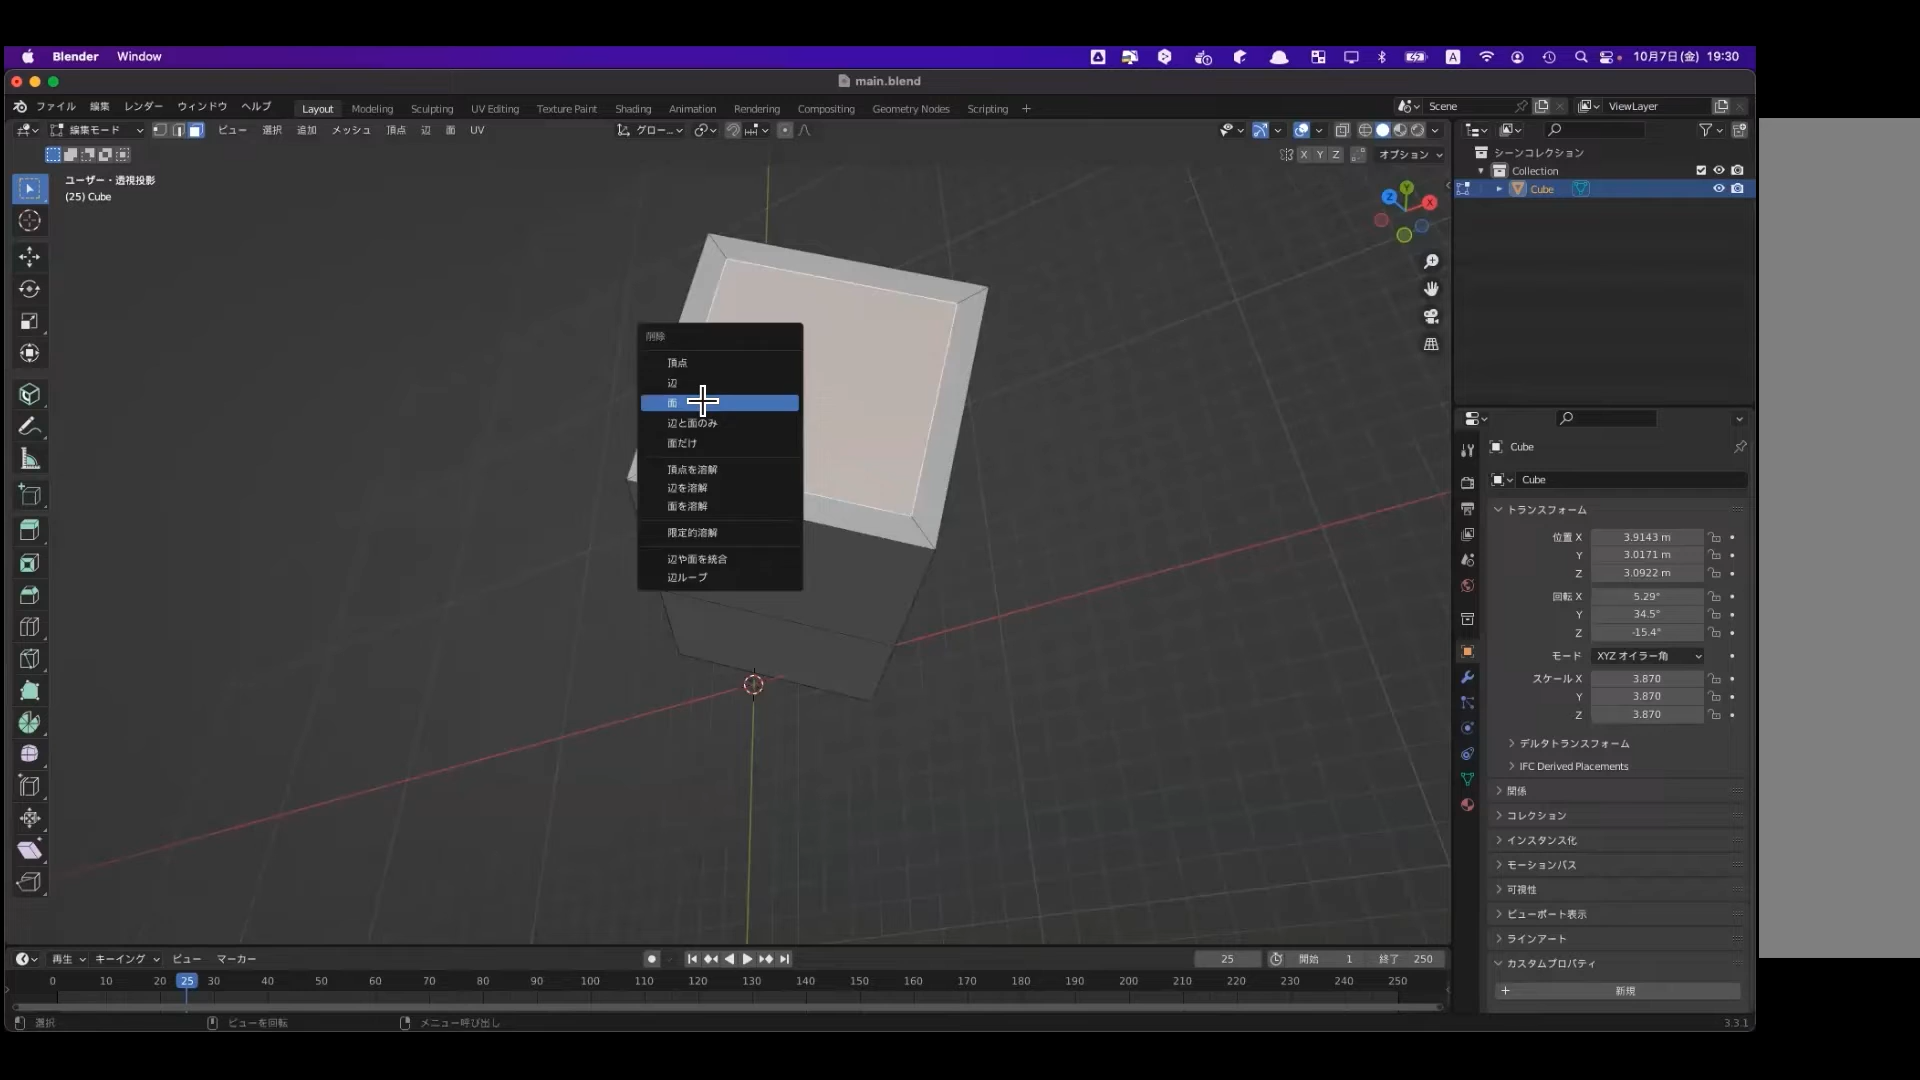 Blender Window
10月7日(金) 19:30
main.blend
ファイル 編集 レンダー ウィンドウ ヘルプ
Layout Modeling Sculpting UV Editing Texture Paint Shading Animation Rendering Compositing Geometry Nodes Scripting +
Scene
ViewLayer
編集モード
ビュー 選択 追加 メッシュ 頂点 辺 面 UV
グロー...
X Y Z
オプション
ユーザー・透視投影
(25) Cube
Z Y X
削除
頂点
辺
面
辺と面のみ
面だけ
頂点を溶解
辺を溶解
面を溶解
限定的溶解
辺や面を統合
辺ループ
シーンコレクション
Collection
Cube
Cube
Cube
トランスフォーム
位置 X 3.9143 m
Y 3.0171 m
Z 3.0922 m
回転 X 5.29°
Y 34.5°
Z -15.4°
モード XYZ オイラー角
スケール X 3.870
Y 3.870
Z 3.870
デルタトランスフォーム
IFC Derived Placements
関係
コレクション
インスタンス化
モーションパス
可視性
ビューポート表示
ラインアート
カスタムプロパティ
+ 新規
再生 キーイング ビュー マーカー
25 開始 1 終了 250
0 10 20 25 30 40 50 60 70 80 90 100 110 120 130 140 150 160 170 180 190 200 210 220 230 240 250
選択 ビューを回転 メニュー呼び出し
3.3.1